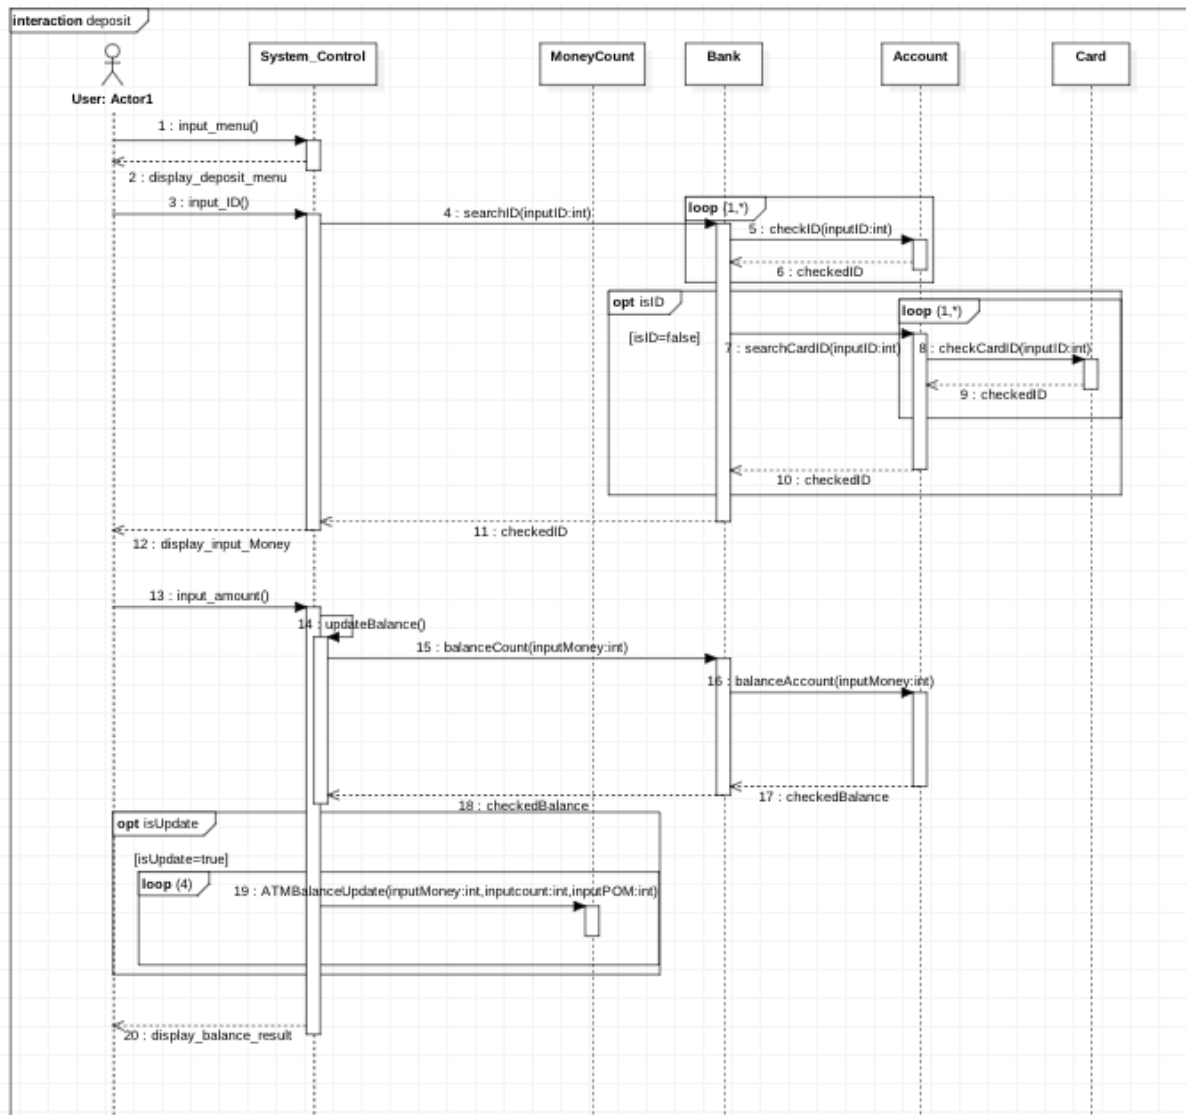 interaction deposit
System_Control
MoneyCount
Bank
Account
Card
User: Actor1
1 : input_menu()
2 : display_deposit_menu
3 : input_ID()
4 : searchID(inputID:int)
loop (1,*)
5 : checkID(inputID:int)
6 : checkedID
opt isID
[isID=false]
loop (1,*)
7 : searchCardID(inputID:int)
8 : checkCardID(inputID:int)
9 : checkedID
10 : checkedID
11 : checkedID
12 : display_input_Money
13 : input_amount()
14 : updateBalance()
15 : balanceCount(inputMoney:int)
16 : balanceAccount(inputMoney:int)
17 : checkedBalance
18 : checkedBalance
opt isUpdate
[isUpdate=true]
loop (4)
19 : ATMBalanceUpdate(inputMoney:int,inputcount:int,inputPOM:int)
20 : display_balance_result